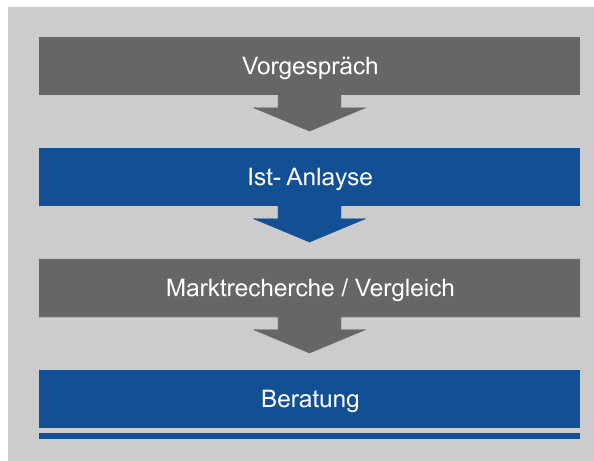 Vorgespräch
Ist- Anlayse
Marktrecherche / Vergleich
Beratung